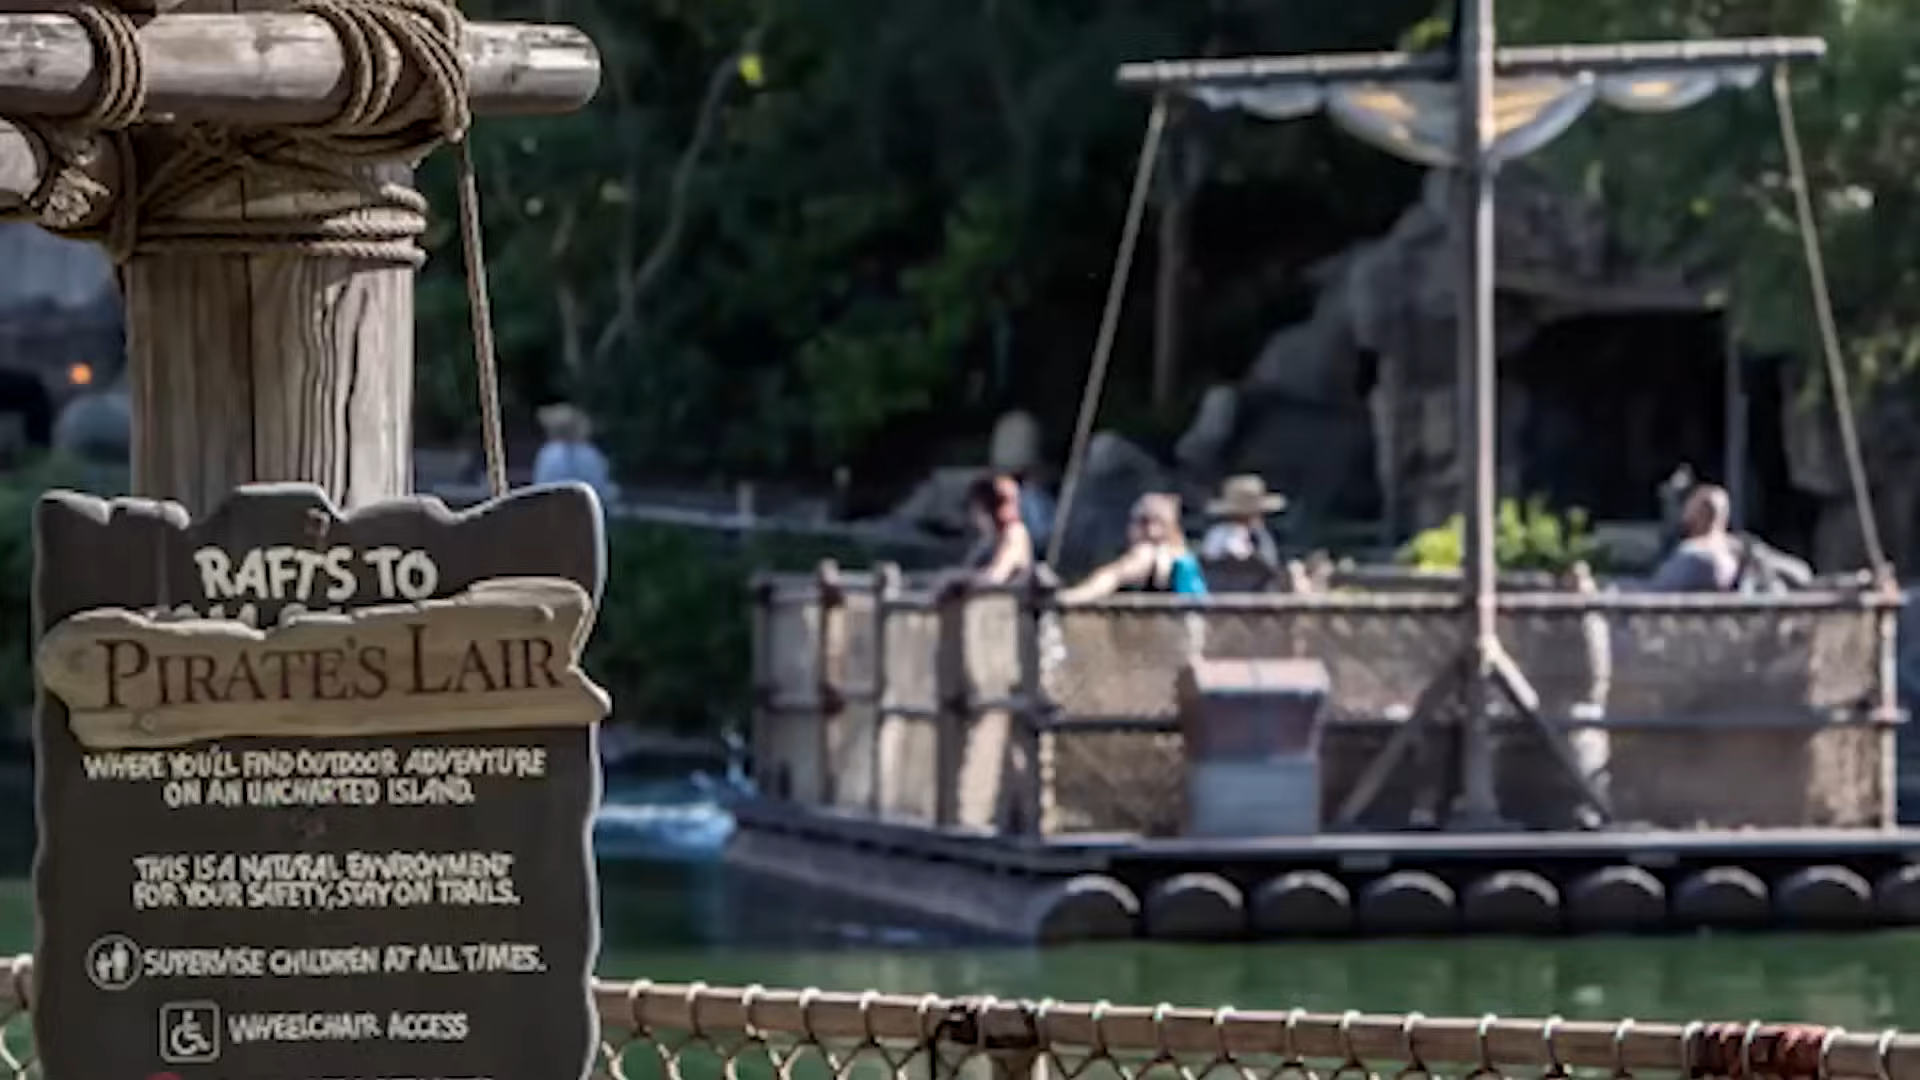 RAFTS TO
PIRATE'S LAIR
WHERE YOU'LL FIND OUTDOOR ADVENTURE
ON AN UNCHARTED ISLAND.
THIS IS A NATURAL ENVIRONMENT
FOR YOUR SAFETY, STAY ON TRAILS.
SUPERVISE CHILDREN AT ALL TIMES.
WHEELCHAIR ACCESS